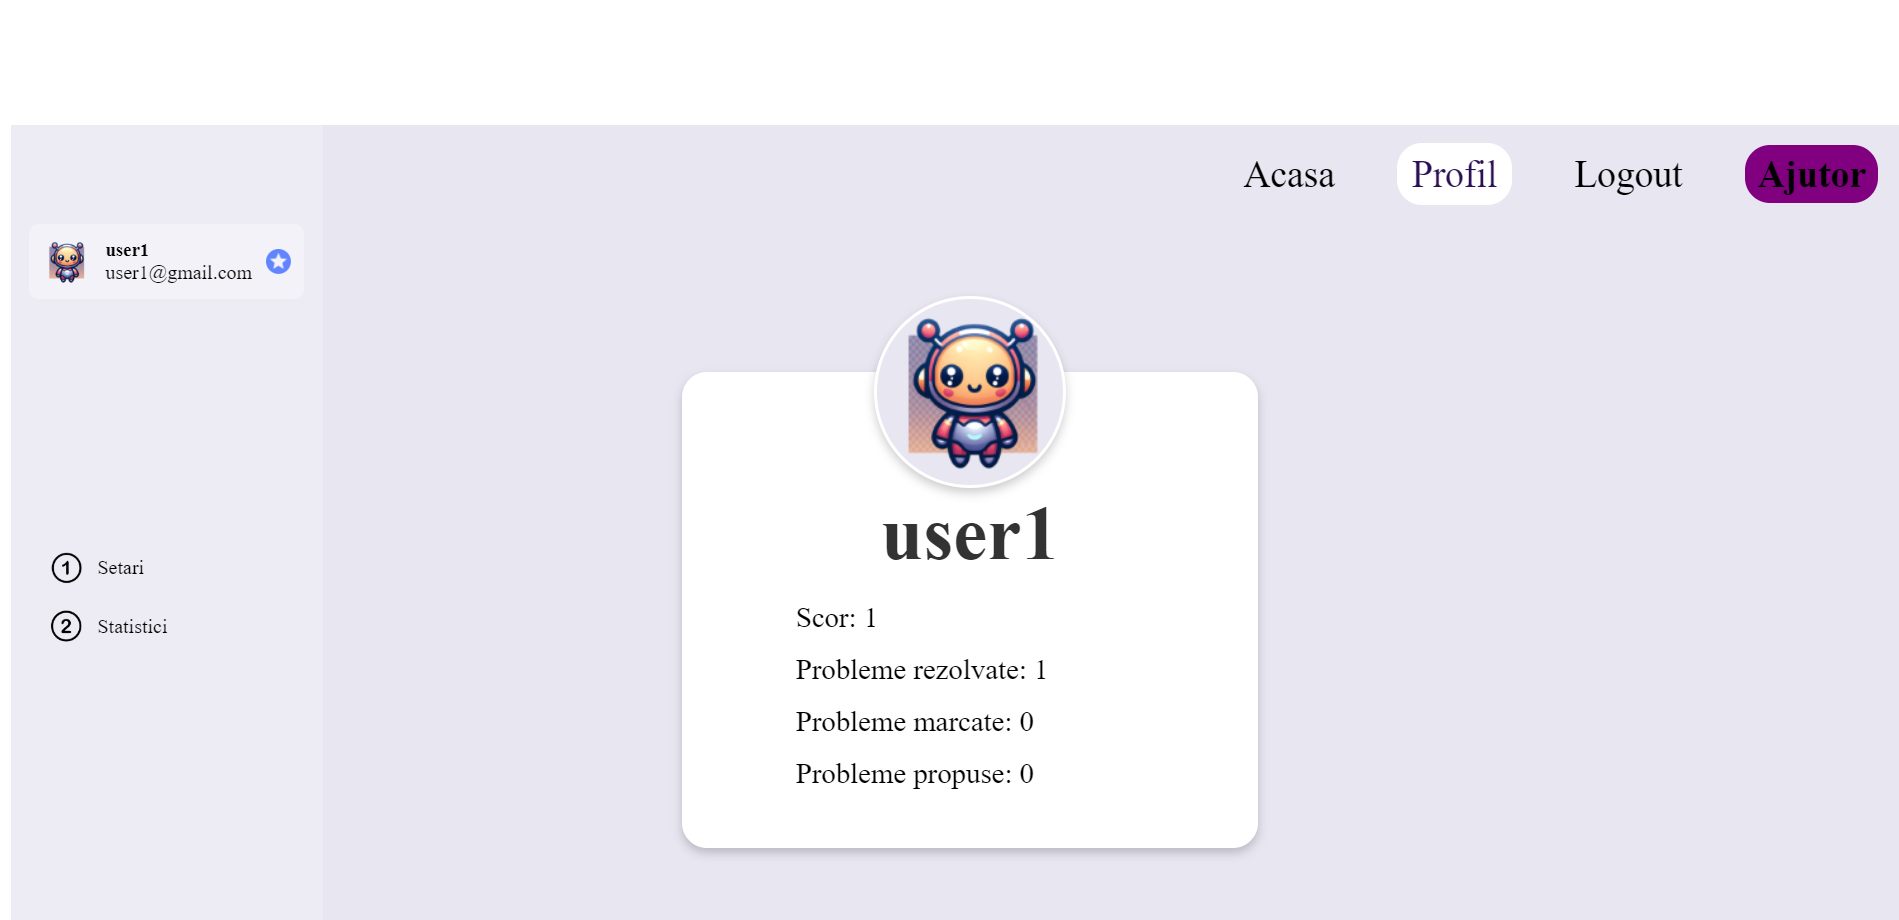 Acasa Profil Logout Ajutor
user1
user1@gmail.com
user1
Scor: 1
Probleme rezolvate: 1
Probleme marcate: 0
Probleme propuse: 0
1 Setari
2 Statistici